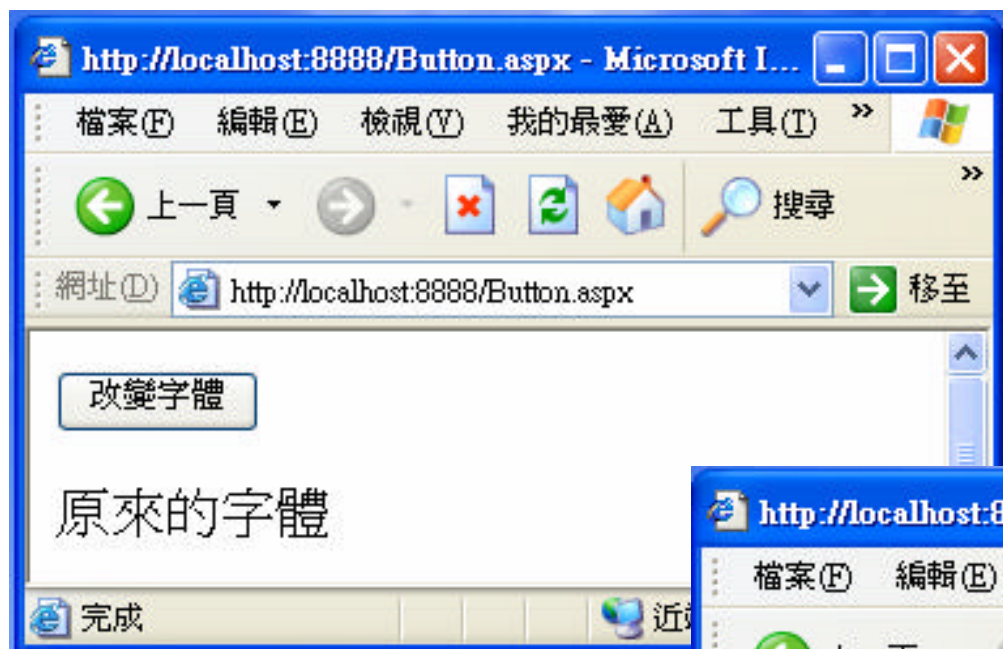 http://localhost:8888/Button.aspx - Microsoft I...
檔案(F) 編輯(E) 檢視(V) 我的最愛(A) 工具(T) »
上一頁 搜尋 »
網址(D) http://localhost:8888/Button.aspx 移至
改變字體
原來的字體
完成 近
http://localhost:8
檔案(F) 編輯(E)